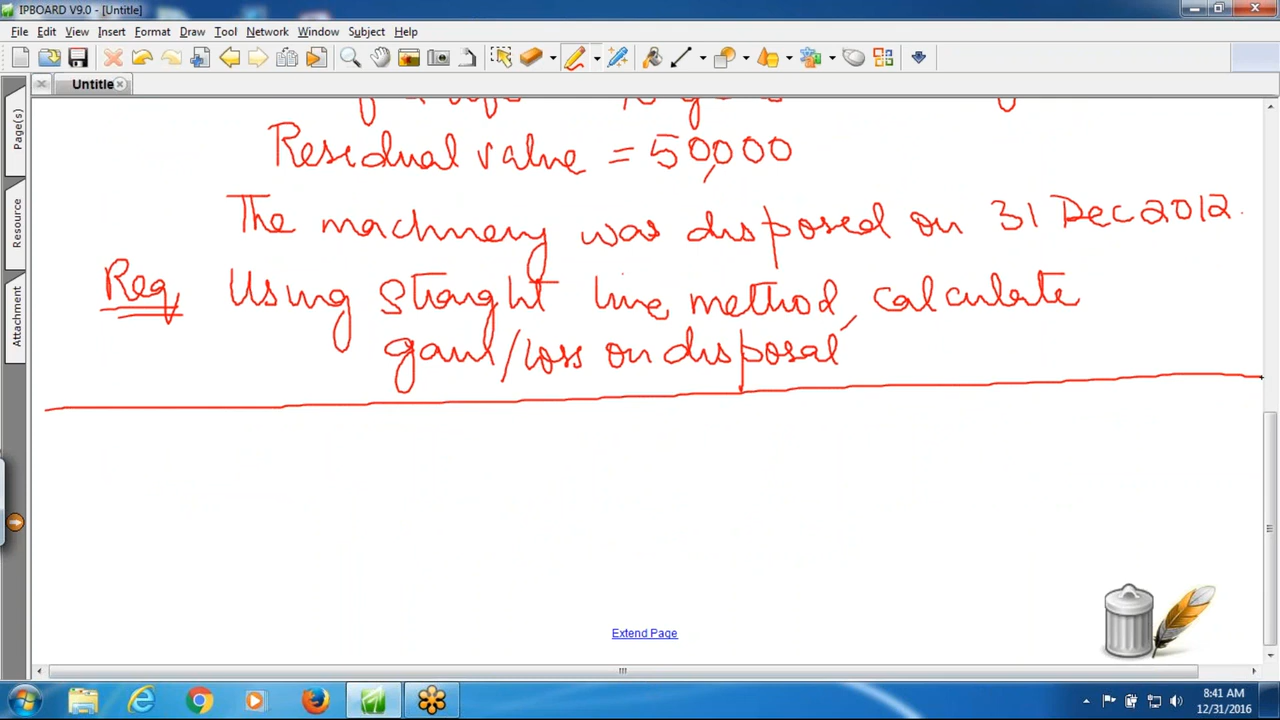 IPBOARD V9.0 - [Untitle]
File Edit View Insert Format Draw Tool Network Window Subject Help
Untitle
Page(s)
Resource
Attachment
Residual value = 50,000
The machinery was disposed on 31 Dec 2012.
Req Using Straight line method, calculate
gain/loss on disposal
Extend Page
8:41 AM
12/31/2016